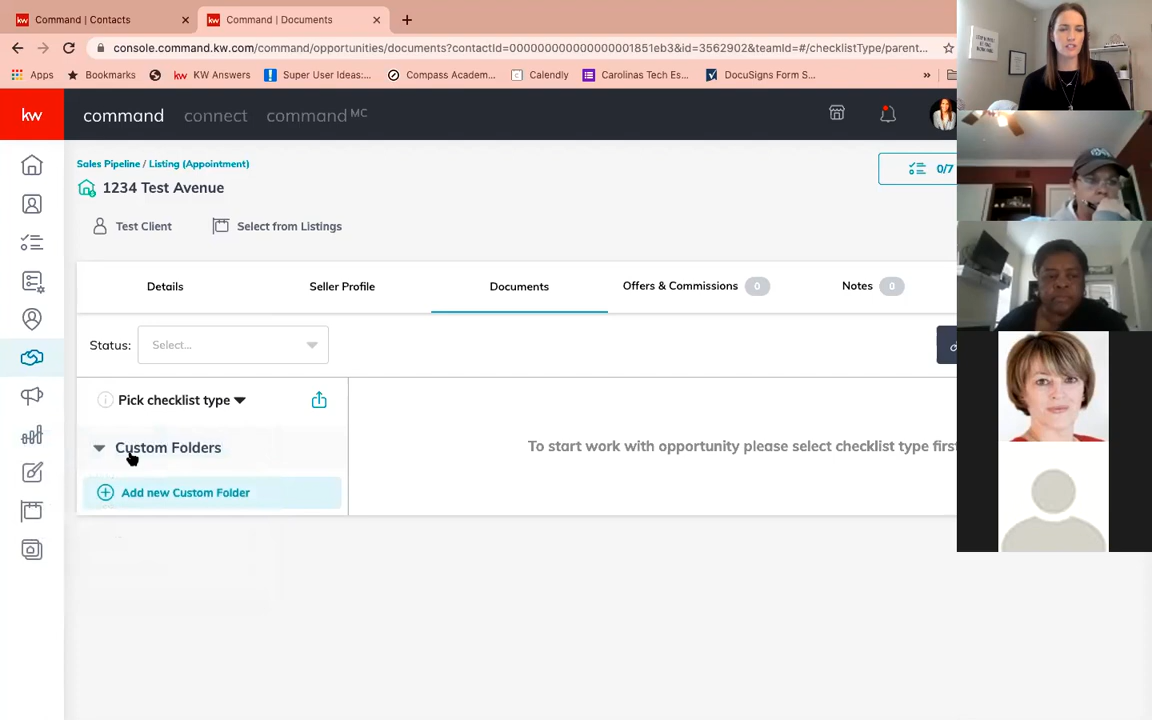 kw Command | Contacts
kw Command | Documents
console.command.kw.com/command/opportunities/documents?contactId=000000000000000001851eb3&id=3562902&teamId=#/checklistType/parent...
Apps Bookmarks kw KW Answers Super User Ideas:... Compass Academ... Calendly Carolinas Tech Es... DocuSigns Form S... »
kw command connect command MC
Sales Pipeline / Listing (Appointment)
1234 Test Avenue
0/7
Test Client Select from Listings
Details Seller Profile Documents Offers & Commissions 0 Notes 0
Status: Select...
Pick checklist type
Custom Folders
To start work with opportunity please select checklist type first
Add new Custom Folder